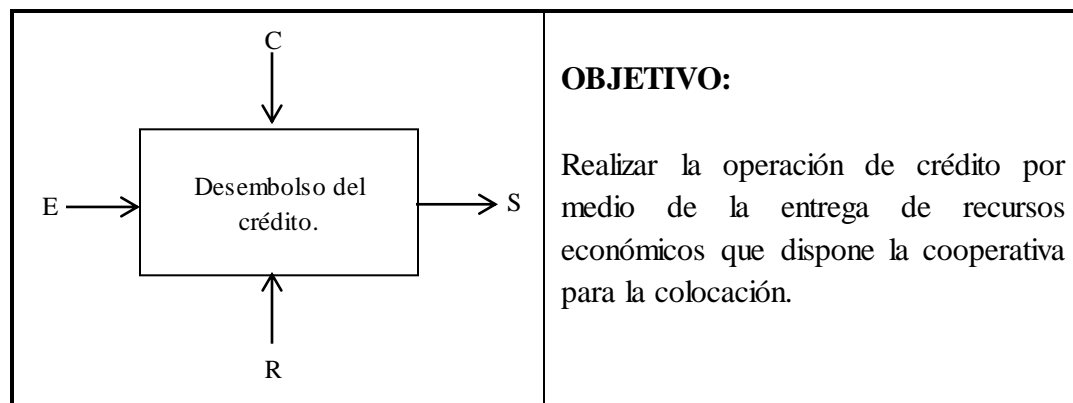 C
E
Desembolso del
crédito.
S
R
OBJETIVO:
Realizar la operación de crédito por
medio de la entrega de recursos
económicos que dispone la cooperativa
para la colocación.